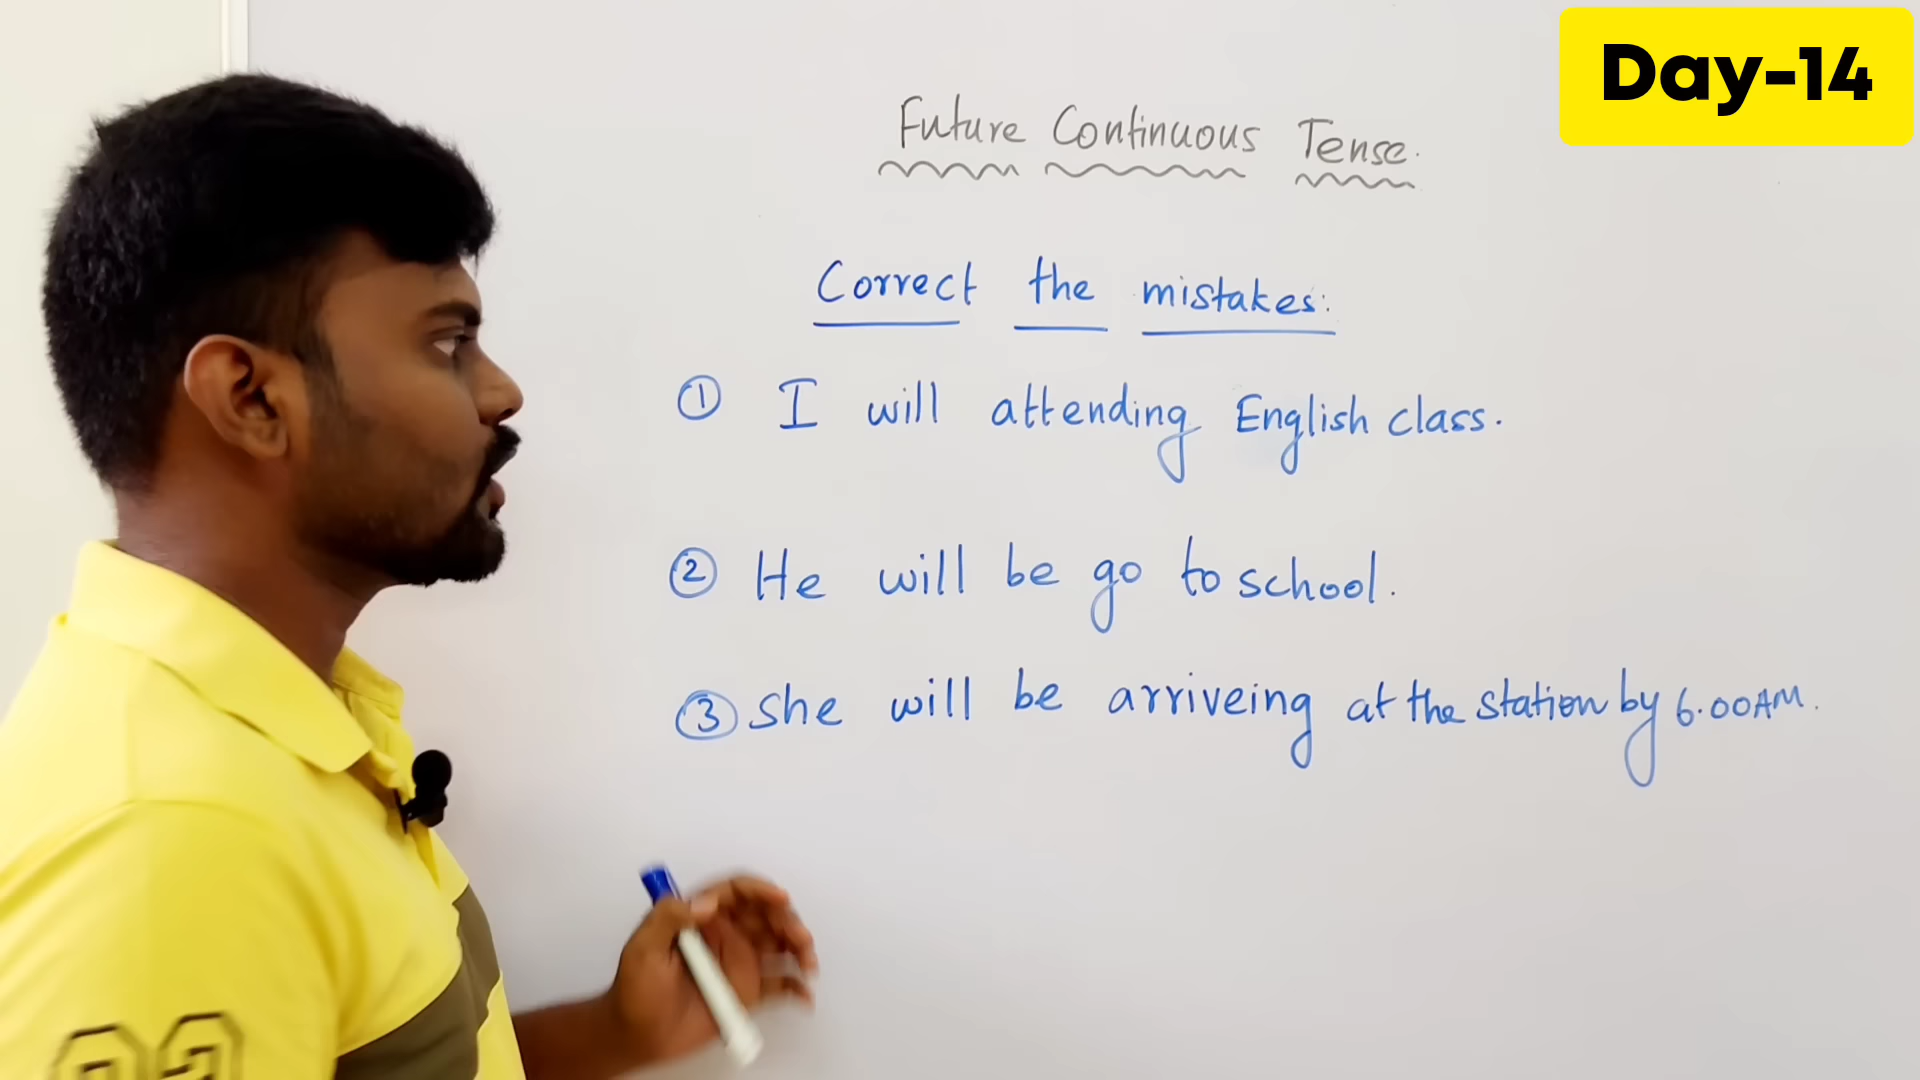 Day-14
Future Continuous Tense.
Correct the mistakes:
① I will attending English class.
② He will be go to school.
③ She will be arriveing at the station by 6.00AM.